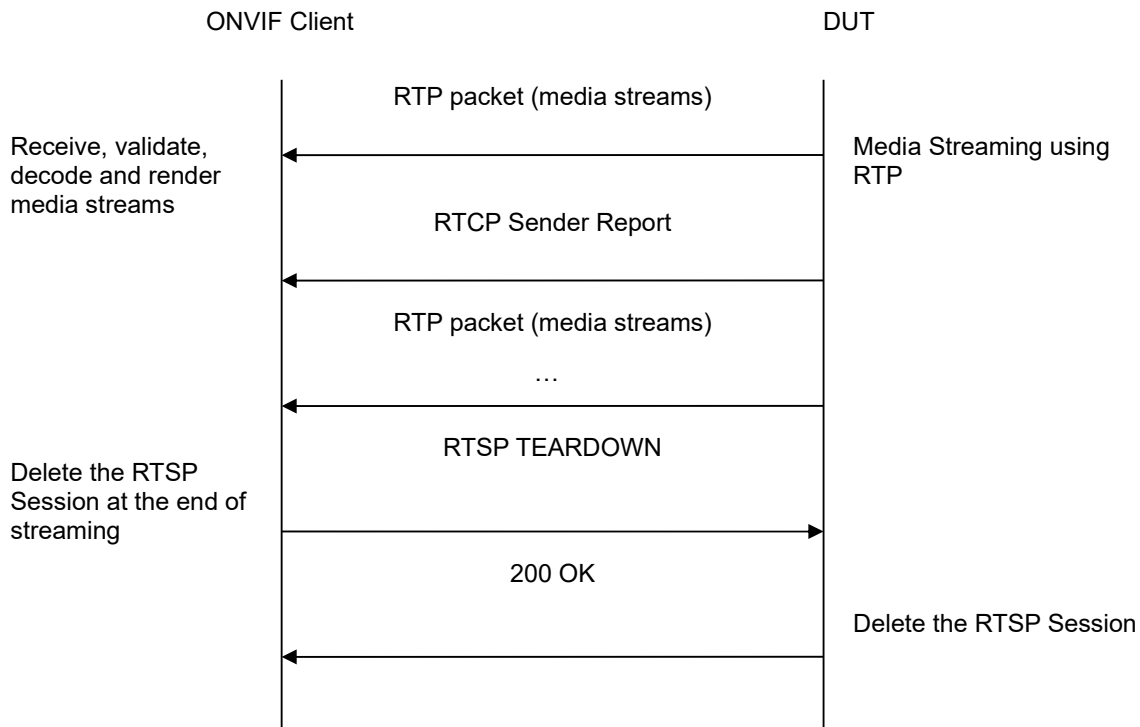 ONVIF Client
DUT
RTP packet (media streams)
Receive, validate,
decode and render
media streams
Media Streaming using
RTP
RTCP Sender Report
RTP packet (media streams)
…
RTSP TEARDOWN
Delete the RTSP
Session at the end of
streaming
200 OK
Delete the RTSP Session